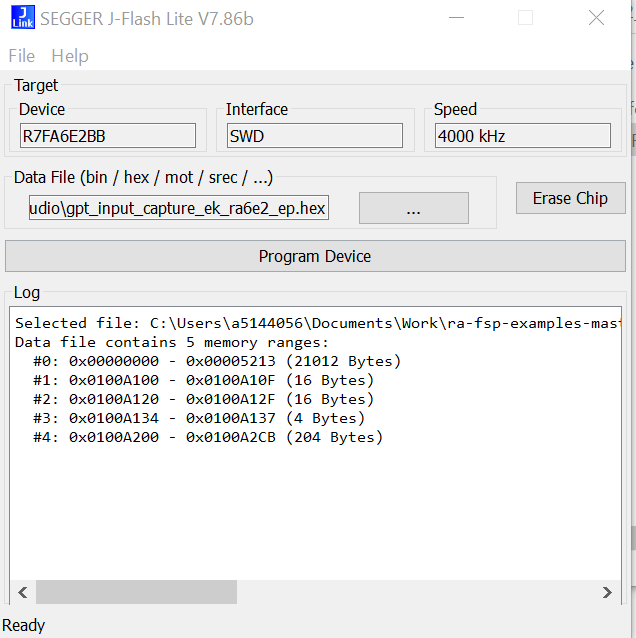 J
Link
SEGGER J-Flash Lite V7.86b
File Help
Target
Device
Interface
Speed
R7FA6E2BB
SWD
4000 kHz
Data File (bin / hex / mot / srec / ...)
udio\gpt_input_capture_ek_ra6e2_ep.hex
...
Erase Chip
Program Device
Log
Selected file: C:\Users\a5144056\Documents\Work\ra-fsp-examples-mast
Data file contains 5 memory ranges:
#0: 0x00000000 - 0x00005213 (21012 Bytes)
#1: 0x0100A100 - 0x0100A10F (16 Bytes)
#2: 0x0100A120 - 0x0100A12F (16 Bytes)
#3: 0x0100A134 - 0x0100A137 (4 Bytes)
#4: 0x0100A200 - 0x0100A2CB (204 Bytes)
Ready